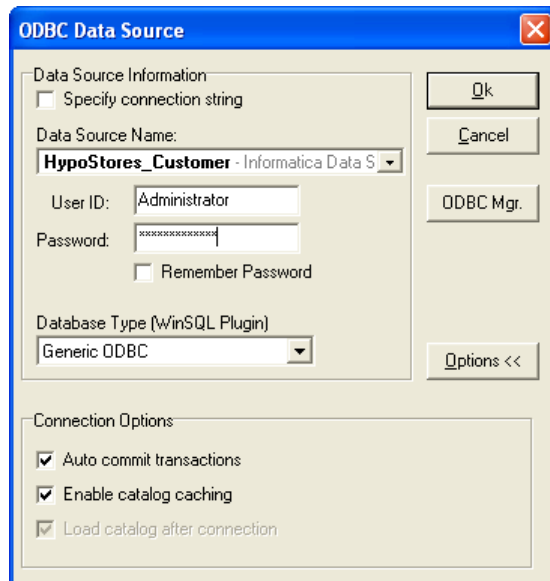 ODBC Data Source
Data Source Information
Specify connection string
Data Source Name:
HypoStores_Customer - Informatica Data S
User ID: Administrator
Password: xxxxxxxxxxxxx
Remember Password
Database Type (WinSQL Plugin)
Generic ODBC
Ok
Cancel
ODBC Mgr.
Options <<
Connection Options
Auto commit transactions
Enable catalog caching
Load catalog after connection